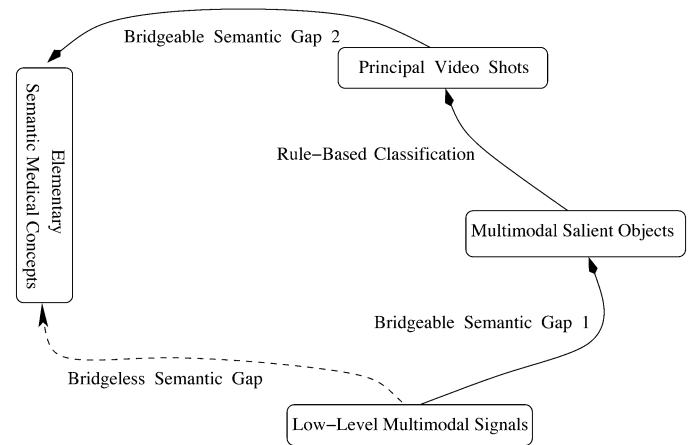 Bridgeable Semantic Gap 2
Principal Video Shots
Elementary
Semantic Medical Concepts
Rule−Based Classification
Multimodal Salient Objects
Bridgeable Semantic Gap 1
Bridgeless Semantic Gap
Low−Level Multimodal Signals